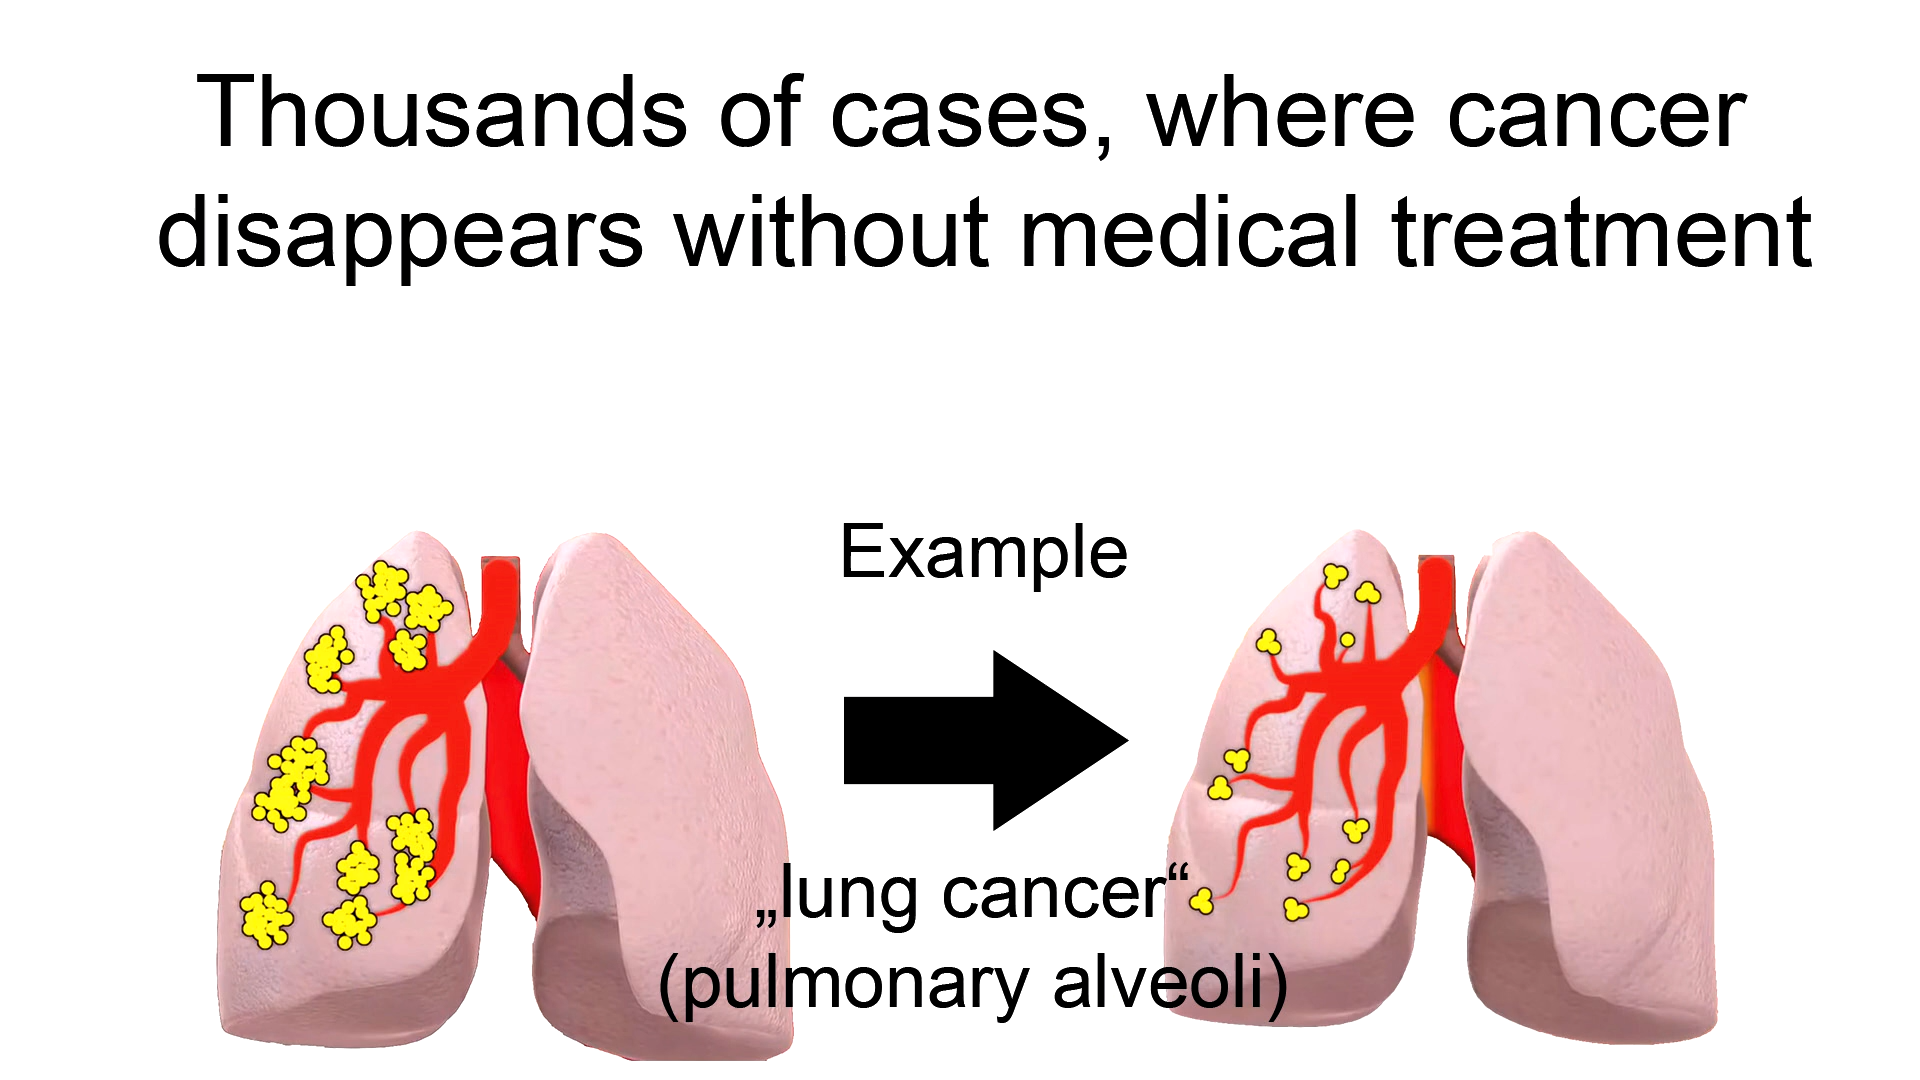 Thousands of cases, where cancer
disappears without medical treatment
Example
„lung cancer“
(pulmonary alveoli)